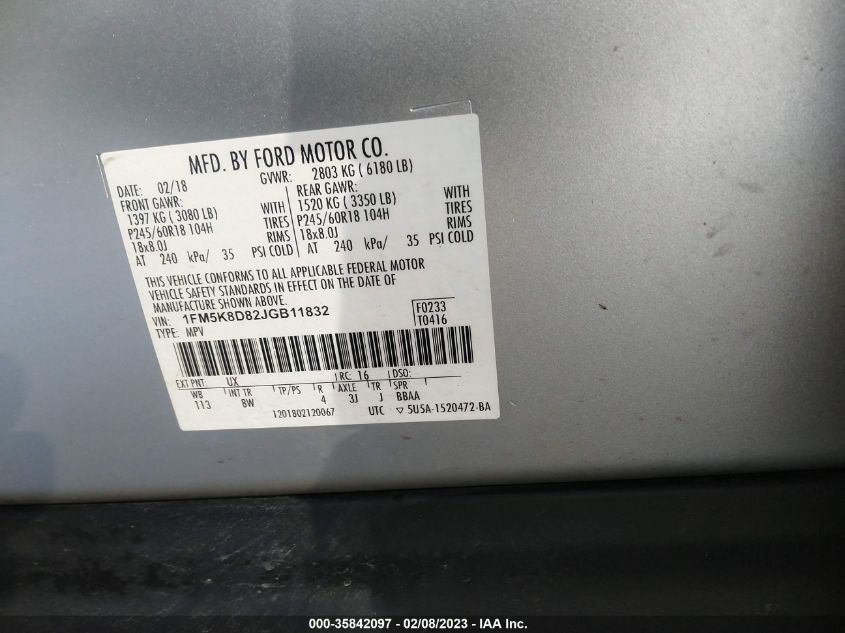 MFD. BY FORD MOTOR CO.
DATE: 02/18 GVWR: 2803 KG ( 6180 LB)
FRONT GAWR: REAR GAWR:
1397 KG ( 3080 LB) WITH 1520 KG ( 3350 LB) WITH
P245/60R18 104H TIRES P245/60R18 104H TIRES
18x8.0J RIMS 18x8.0J RIMS
AT 240 kPa/ 35 PSI COLD AT 240 kPa/ 35 PSI COLD
THIS VEHICLE CONFORMS TO ALL APPLICABLE FEDERAL MOTOR
VEHICLE SAFETY STANDARDS IN EFFECT ON THE DATE OF
MANUFACTURE SHOWN ABOVE.
VIN: 1FM5K8D82JGB11832 F0233
TYPE: MPV T0416
EXT PNT: UX RC: 16 DSO:
WB INT TR TP/PS R AXLE TR SPR
113 8W 4 3J J BBAA
1201802120067 UTC ▽ 5U5A-1520472-BA
000-35842097 - 02/08/2023 - IAA Inc.